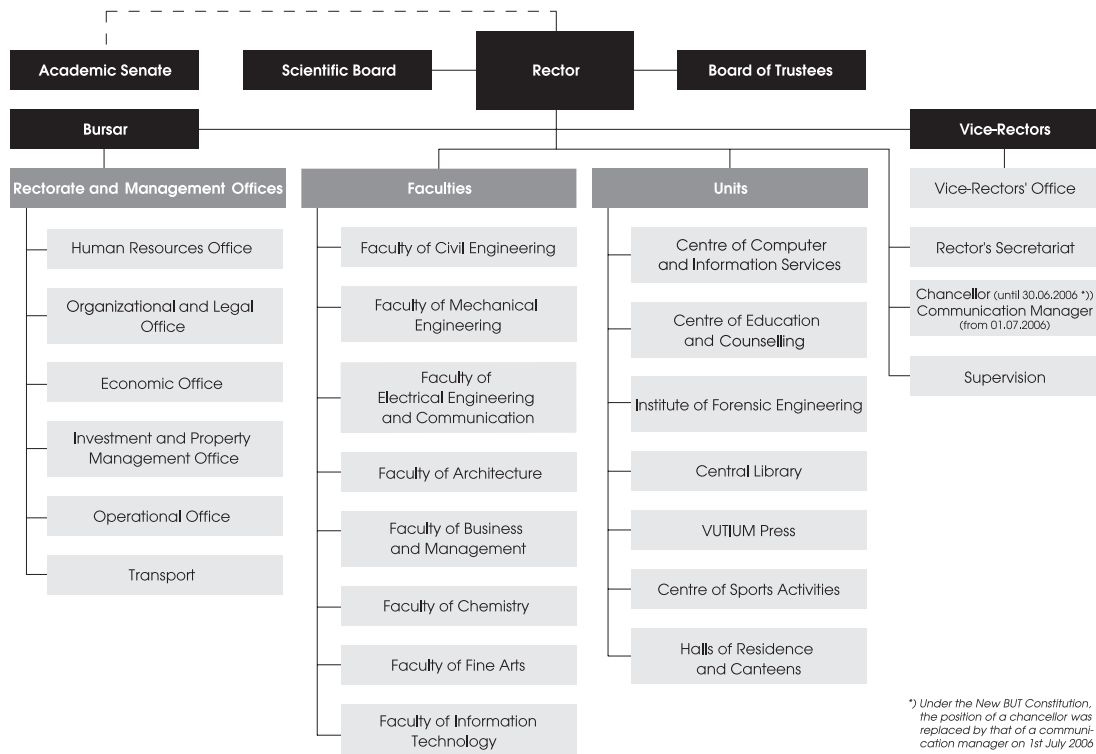 Academic Senate
Scientific Board
Rector
Board of Trustees
Bursar
Vice-Rectors
Rectorate and Management Offices
Human Resources Office
Organizational and Legal
Office
Economic Office
Investment and Property
Management Office
Operational Office
Transport
Faculties
Faculty of Civil Engineering
Faculty of Mechanical
Engineering
Faculty of
Electrical Engineering
and Communication
Faculty of Architecture
Faculty of Business
and Management
Faculty of Chemistry
Faculty of Fine Arts
Faculty of Information
Technology
Units
Centre of Computer
and Information Services
Centre of Education
and Counselling
Institute of Forensic Engineering
Central Library
VUTIUM Press
Centre of Sports Activities
Halls of Residence
and Canteens
Vice-Rectors' Office
Rector's Secretariat
Chancellor (until 30.06.2006 *))
Communication Manager
(from 01.07.2006)
Supervision
*) Under the New BUT Constitution,
the position of a chancellor was
replaced by that of a communi-
cation manager on 1st July 2006